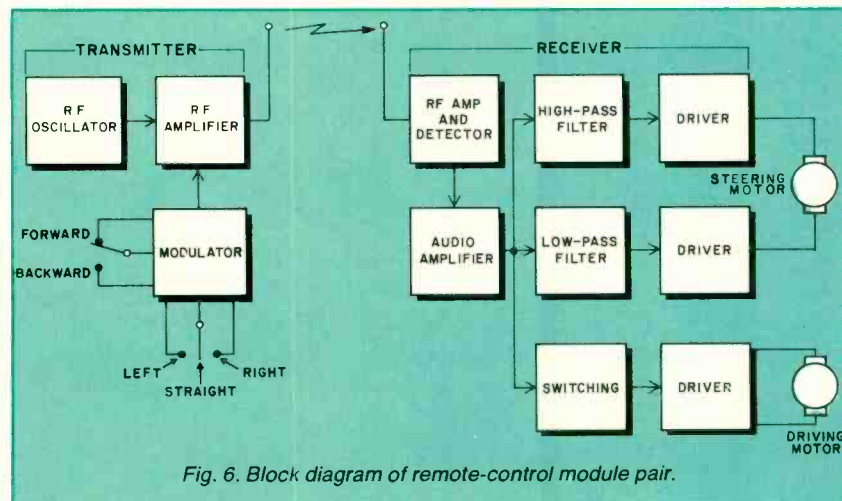 TRANSMITTER
RF
OSCILLATOR
RF
AMPLIFIER
MODULATOR
FORWARD
BACKWARD
LEFT
STRAIGHT
RIGHT
RECEIVER
RF AMP
AND
DETECTOR
HIGH-PASS
FILTER
DRIVER
STEERING
MOTOR
AUDIO
AMPLIFIER
LOW-PASS
FILTER
DRIVER
SWITCHING
DRIVER
DRIVING
MOTOR
Fig. 6. Block diagram of remote-control module pair.